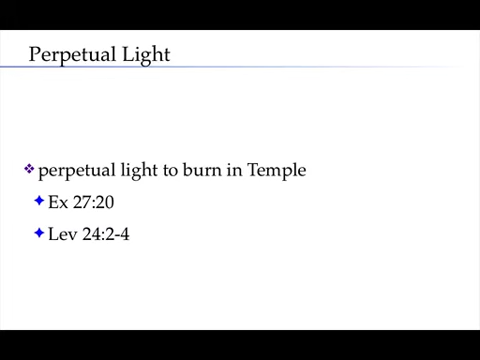 Perpetual Light
perpetual light to burn in Temple
Ex 27:20
Lev 24:2-4